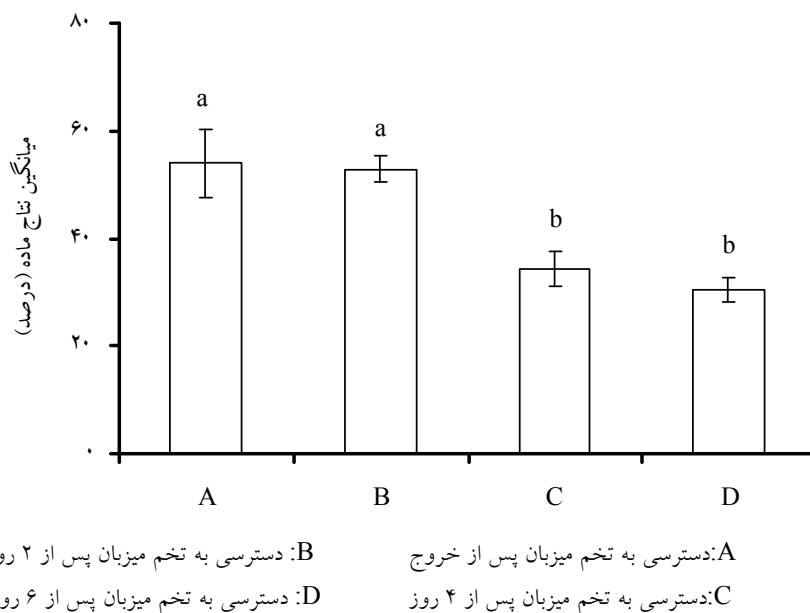 ۸۰
a
a
۶۰
b
b
۴۰
۲۰
۰
میانگین نتاج ماده (درصد)
A B C D
A:دسترسی به تخم میزبان پس از خروج B: دسترسی به تخم میزبان پس از ۲
C:دسترسی به تخم میزبان پس از ۴ روز D: دسترسی به تخم میزبان پس از ۶